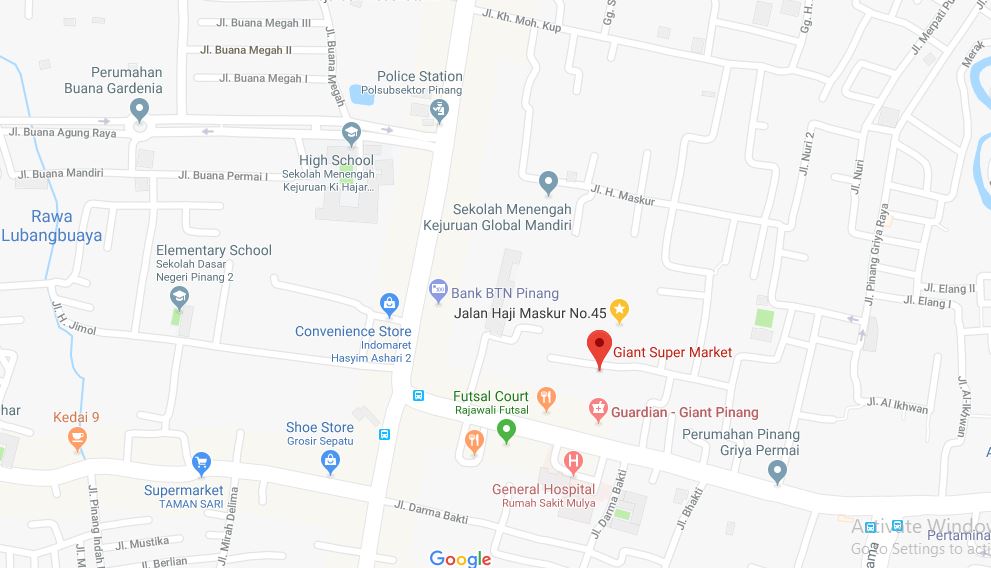 Jl. Kh. Moh. Kup
Gg. S
Gg. H.
Jl. Merpati Pu
Merak
Jl. Buana Megah III
Jl. Buana Megah II
Jl. Buana Megah I
Jl. Buana Megah
Perumahan
Buana Gardenia
Police Station
Polsubsektor Pinang
Jl. Buana Agung Raya
High School
Sekolah Menengah
Kejuruan Ki Hajar...
Jl. Buana Mandiri
Jl. Buana Permai I
Jl. Nuri 2
Jl. Nuri
Jl. H. Maskur
Sekolah Menengah
Kejuruan Global Mandiri
Rawa
Lubangbuaya
Elementary School
Sekolah Dasar
Negeri Pinang 2
Jl. Pinang Griya Raya
Jl. Elang II
Jl. Elang I
Bank BTN Pinang
Jalan Haji Maskur No.45
Jl. H. Jimol
Convenience Store
Indomaret
Hasyim Ashari 2
Giant Super Market
Futsal Court
Rajawali Futsal
Guardian - Giant Pinang
Jl. Al Ikhwan
Jl. Al-Ikhwan
har
Kedai 9
Shoe Store
Grosir Sepatu
Perumahan Pinang
Griya Permai
Supermarket
TAMAN SARI
General Hospital
Rumah Sakit Mulya
Jl. Darma Bakti
Jl. Darma Bakti
Jl. Bhakti
Jl. Pinang Indah
Jl. Mirah Delima
Jl. Mustika
Jl. Berlian
Jl. M
Google
Activate Window
Go to Settings to acti
Pertamina
ama